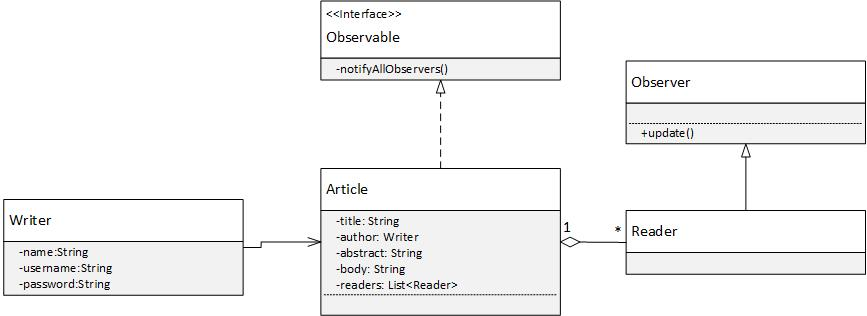 <<Interface>>
Observable
-notifyAllObservers()
Observer
+update()
Article
-title: String
-author: Writer
-abstract: String
-body: String
-readers: List<Reader>
Writer
-name:String
-username:String
-password:String
1
*
Reader